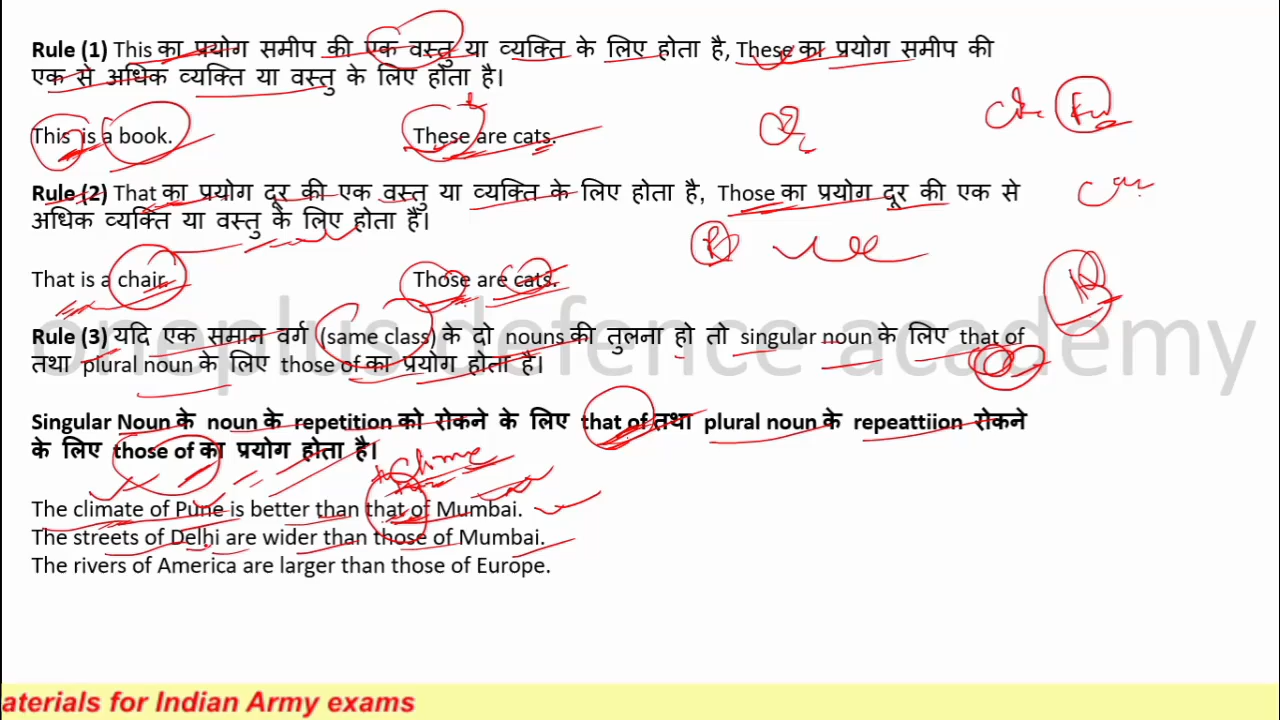 Rule (1) This का प्रयोग समीप की एक वस्तु या व्यक्ति के लिए होता है, These का प्रयोग समीप की
एक से अधिक व्यक्ति या वस्तु के लिए होता है।
This is a book. These are cats.
Rule (2) That का प्रयोग दूर की एक वस्तु या व्यक्ति के लिए होता है, Those का प्रयोग दूर की एक से
अधिक व्यक्ति या वस्तु के लिए होता हैं।
That is a chair. Those are cats.
oneplus defence academy
Rule (3) यदि एक समान वर्ग (same class) के दो nouns की तुलना हो तो singular noun के लिए that of
तथा plural noun के लिए those of का प्रयोग होता है।
Singular Noun के noun के repetition को रोकने के लिए that of तथा plural noun के repeattiion रोकने
के लिए those of का प्रयोग होता है।
The climate of Pune is better than that of Mumbai.
The streets of Delhi are wider than those of Mumbai.
The rivers of America are larger than those of Europe.
aterials for Indian Army exams